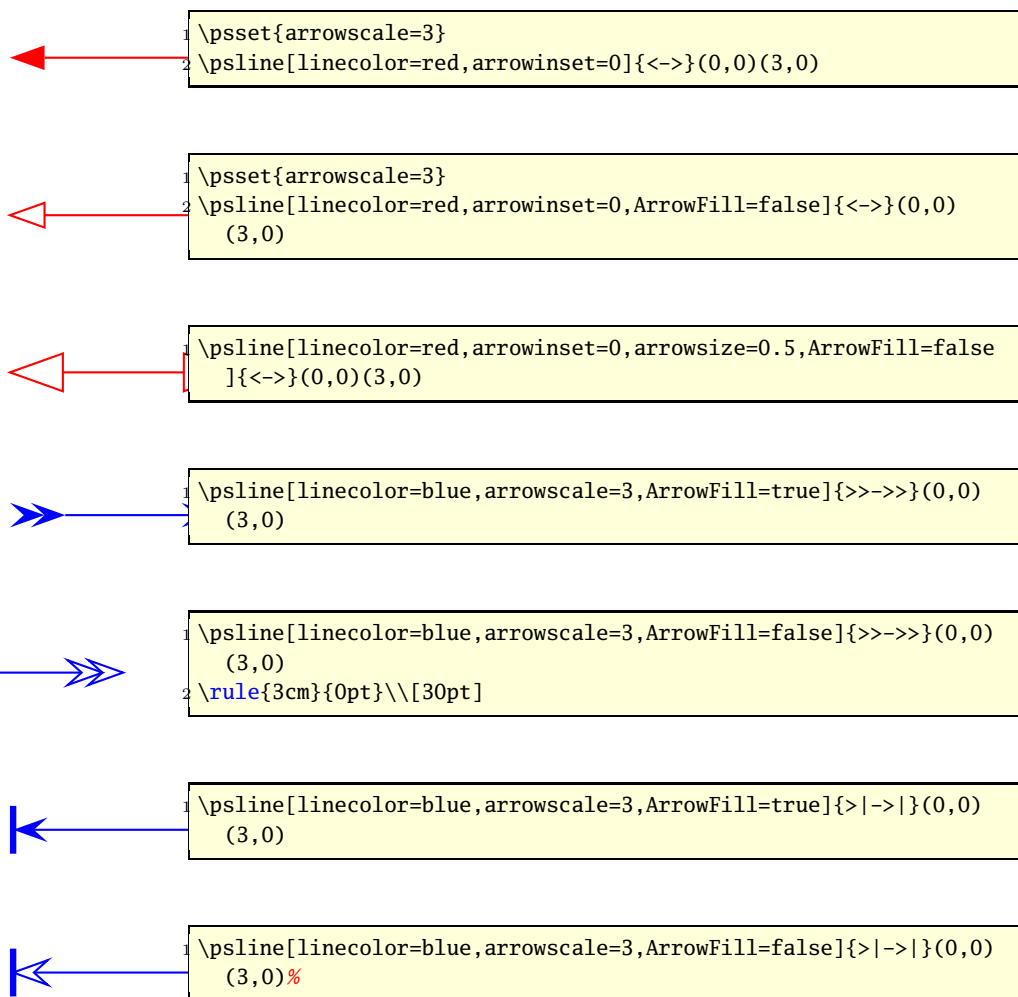 1 \psset{arrowscale=3}
2 \psline[linecolor=red,arrowinset=0]{<->}(0,0)(3,0)
1 \psset{arrowscale=3}
2 \psline[linecolor=red,arrowinset=0,ArrowFill=false]{<->}(0,0)
(3,0)
1 \psline[linecolor=red,arrowinset=0,arrowsize=0.5,ArrowFill=false
]{<->}(0,0)(3,0)
1 \psline[linecolor=blue,arrowscale=3,ArrowFill=true]{>>->>}(0,0)
(3,0)
1 \psline[linecolor=blue,arrowscale=3,ArrowFill=false]{>>->>}(0,0)
(3,0)
2 \rule{3cm}{0pt}\\[30pt]
1 \psline[linecolor=blue,arrowscale=3,ArrowFill=true]{>|->|}(0,0)
(3,0)
1 \psline[linecolor=blue,arrowscale=3,ArrowFill=false]{>|->|}(0,0)
(3,0)%